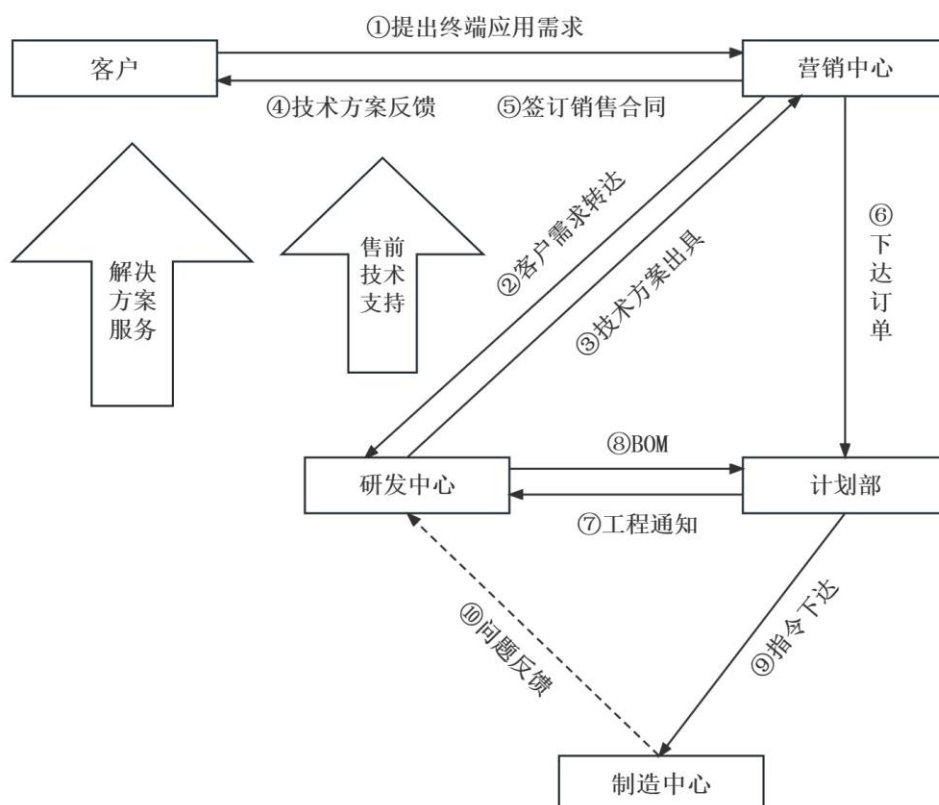 ①提出终端应用需求
客户
营销中心
④技术方案反馈
⑤签订销售合同
②客户需求转达
③技术方案出具
⑥
下
达
订
单
解决
方案
服务
售前
技术
支持
⑧BOM
研发中心
计划部
⑦工程通知
⑩问题反馈
⑨指令下达
制造中心